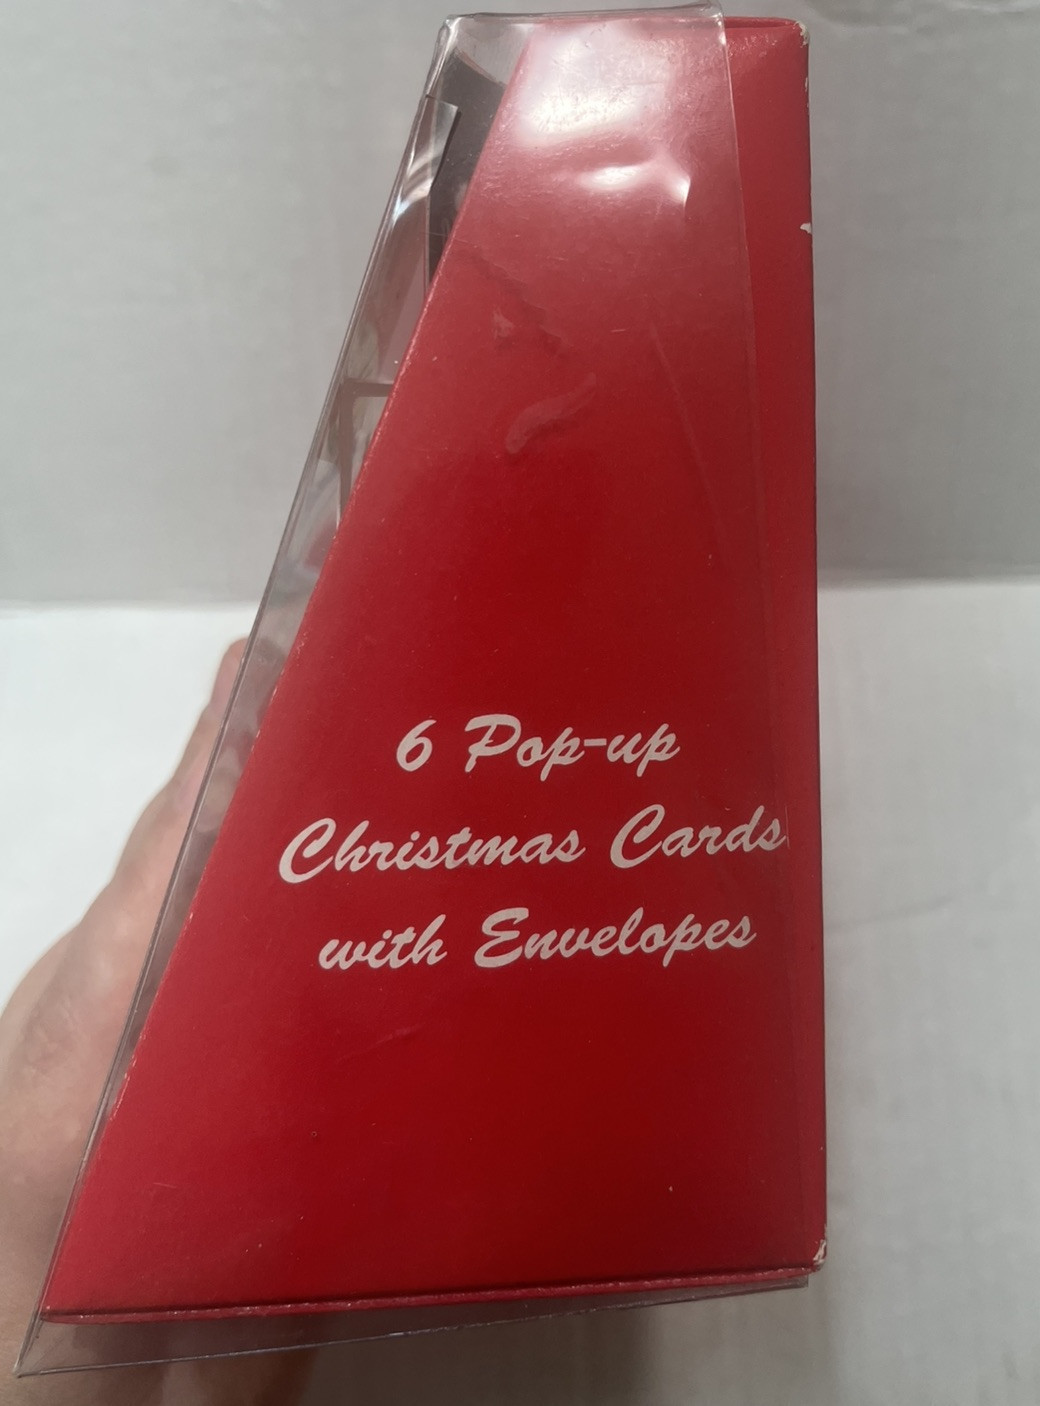 6 Pop-up
Christmas Cards
with Envelopes